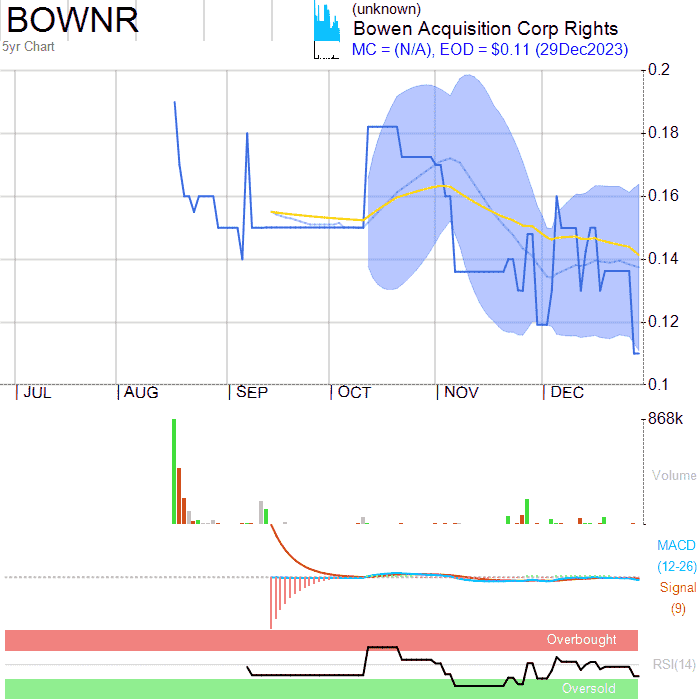 BOWNR
5yr Chart
(unknown)
Bowen Acquisition Corp Rights
MC = (N/A), EOD = $0.11 (29Dec2023)
0.2
0.18
0.16
0.14
0.12
0.1
JUL AUG SEP OCT NOV DEC
868k
Volume
MACD
(12-26)
Signal
(9)
Overbought
RSI(14)
Oversold